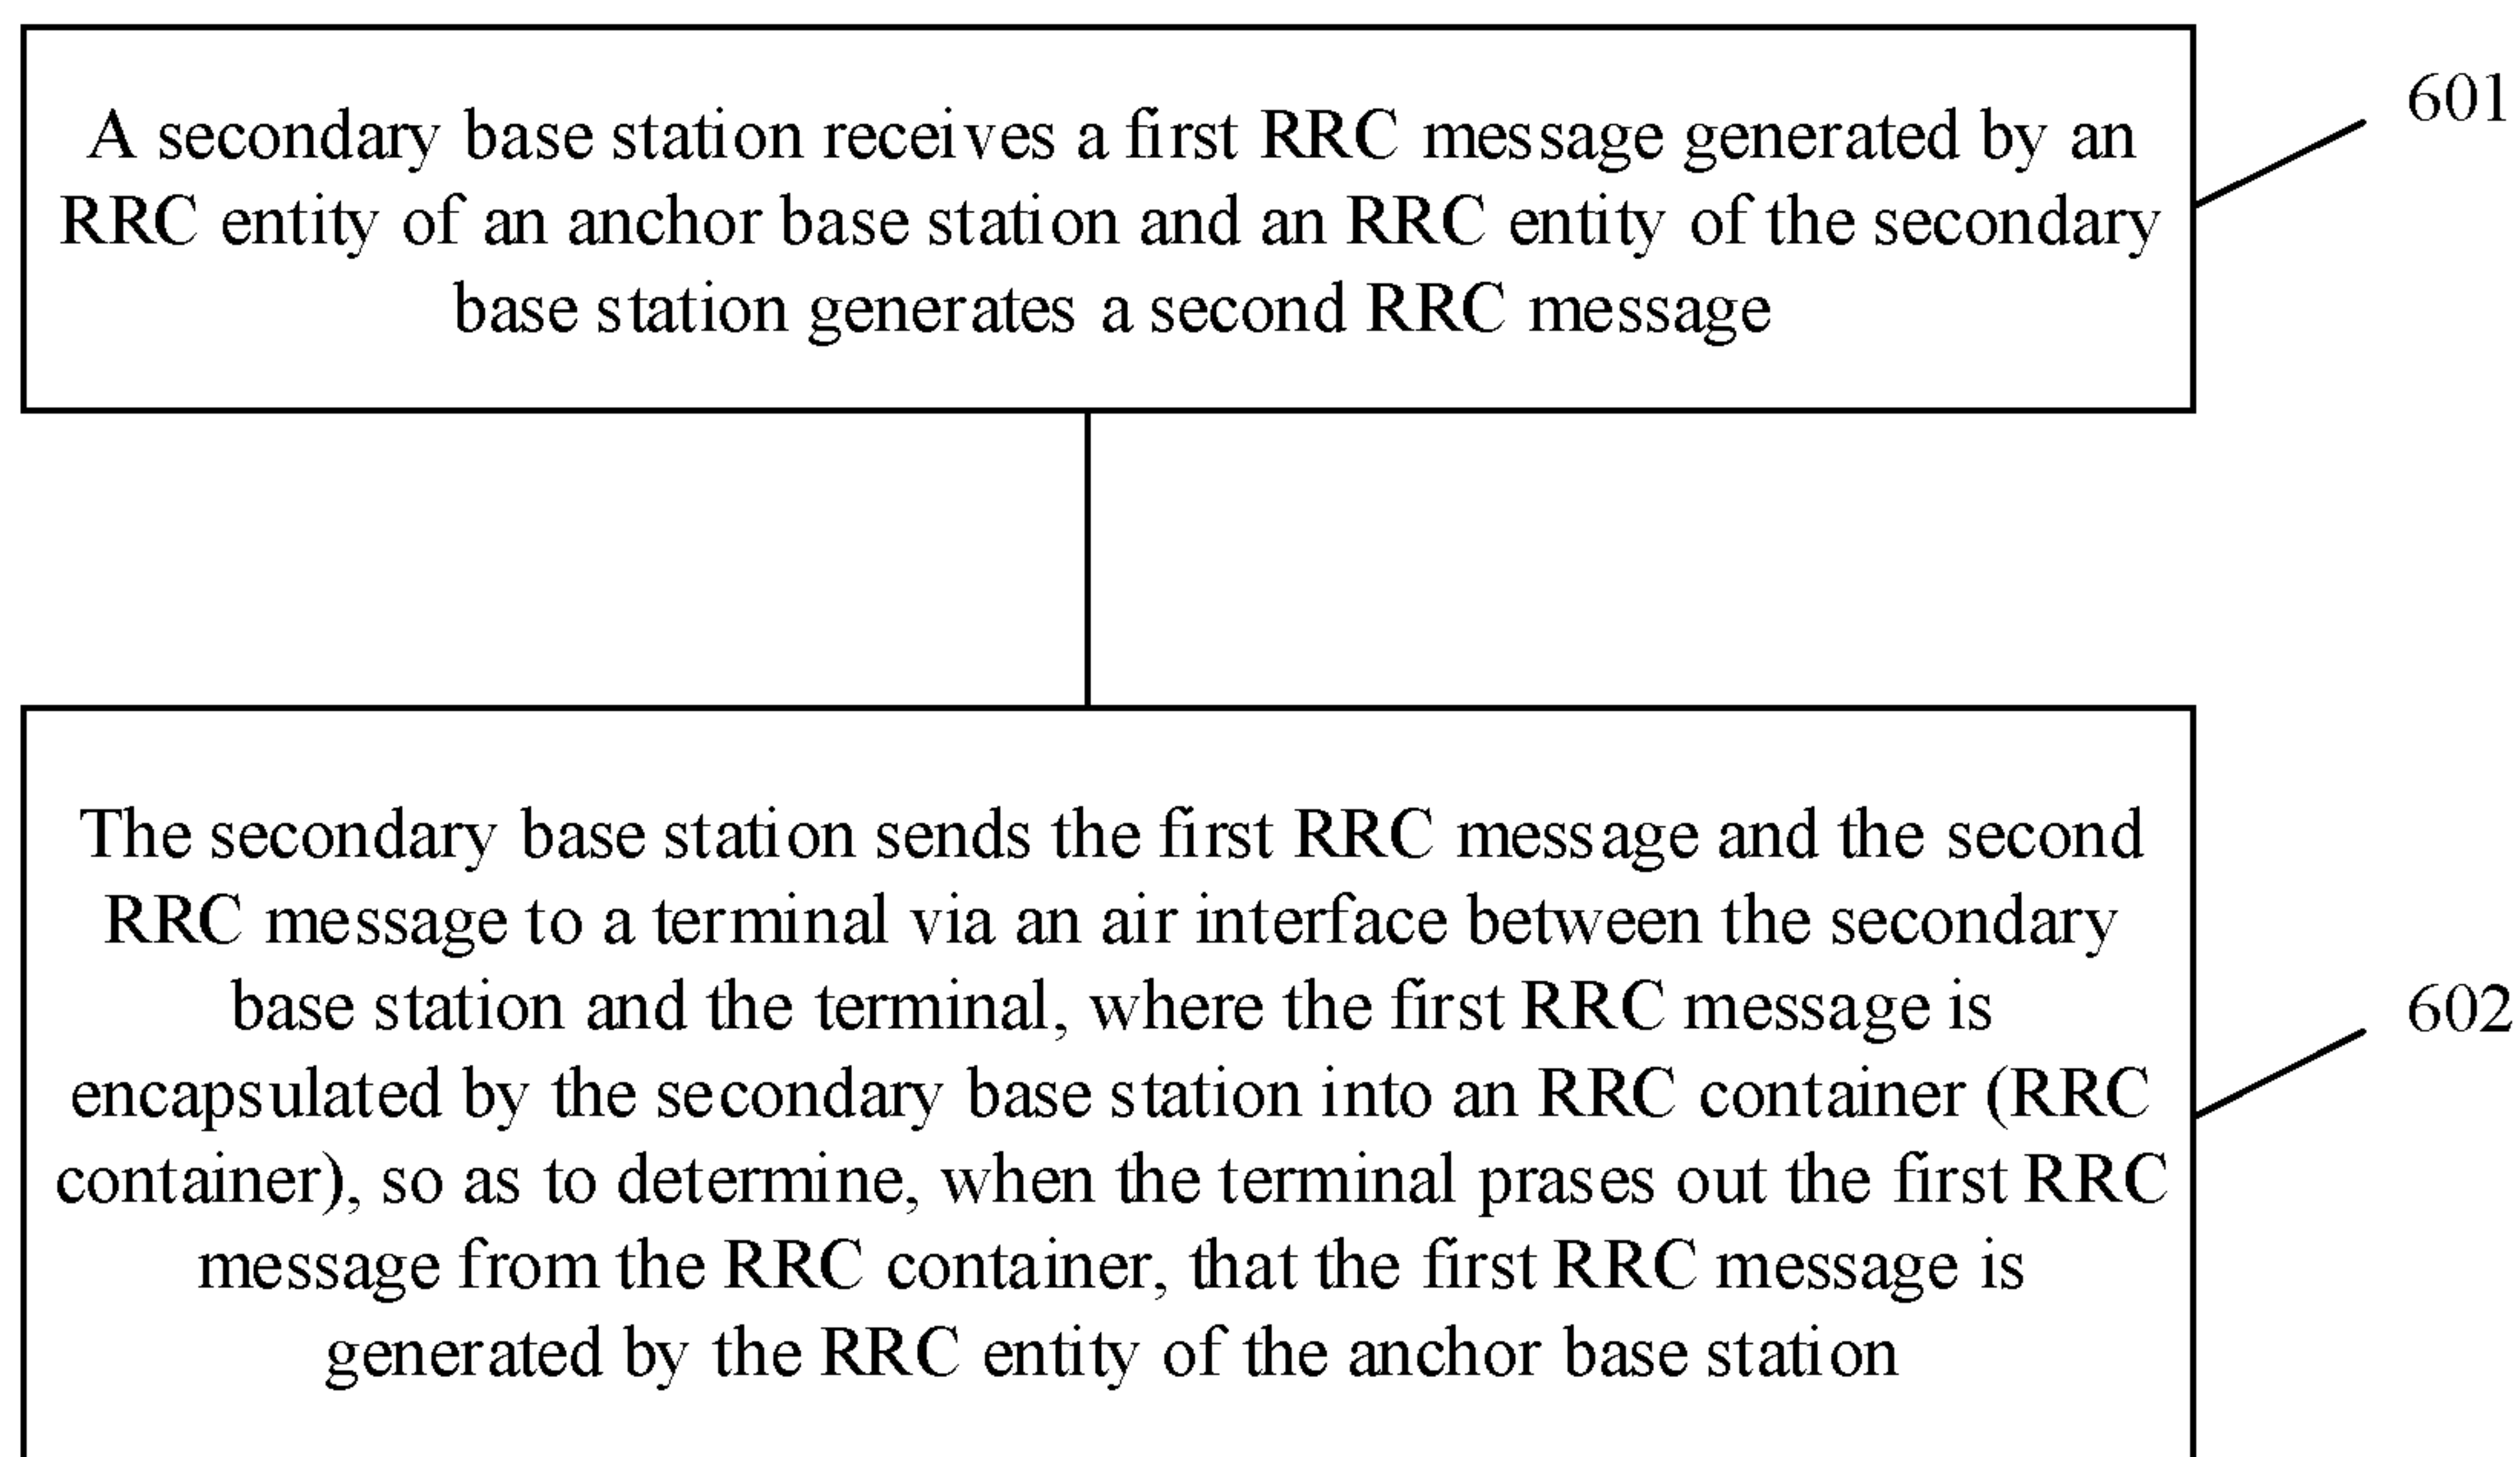 A secondary base station receives a first RRC message generated by an
601
RRC entity of an anchor base station and an RRC entity of the secondary
base station generates a second RRC message
The secondary base station sends the first RRC message and the second
RRC message to a terminal via an air interface between the secondary
base station and the terminal, where the first RRC message is
602
encapsulated by the secondary base station into an RRC container (RRC
container), so as to determine, when the terminal prases out the first RRC
message from the RRC container, that the first RRC message is
generated by the RRC entity of the anchor base station